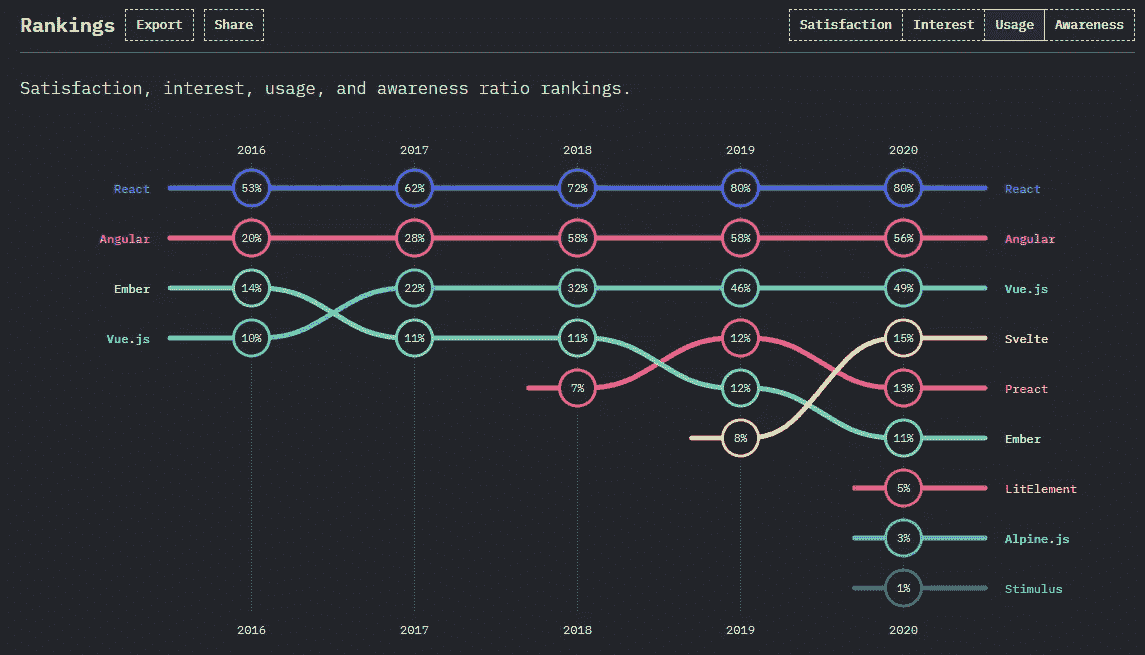 Rankings Export Share Satisfaction Interest Usage Awareness
Satisfaction, interest, usage, and awareness ratio rankings.
2016 2017 2018 2019 2020
React 53% 62% 72% 80% 80% React
Angular 20% 28% 58% 58% 56% Angular
Ember 14% 22% 32% 46% 49% Vue.js
Vue.js 10% 11% 11% 12% 15% Svelte
7% 12% 13% Preact
8% 11% Ember
5% LitElement
3% Alpine.js
1% Stimulus
2016 2017 2018 2019 2020